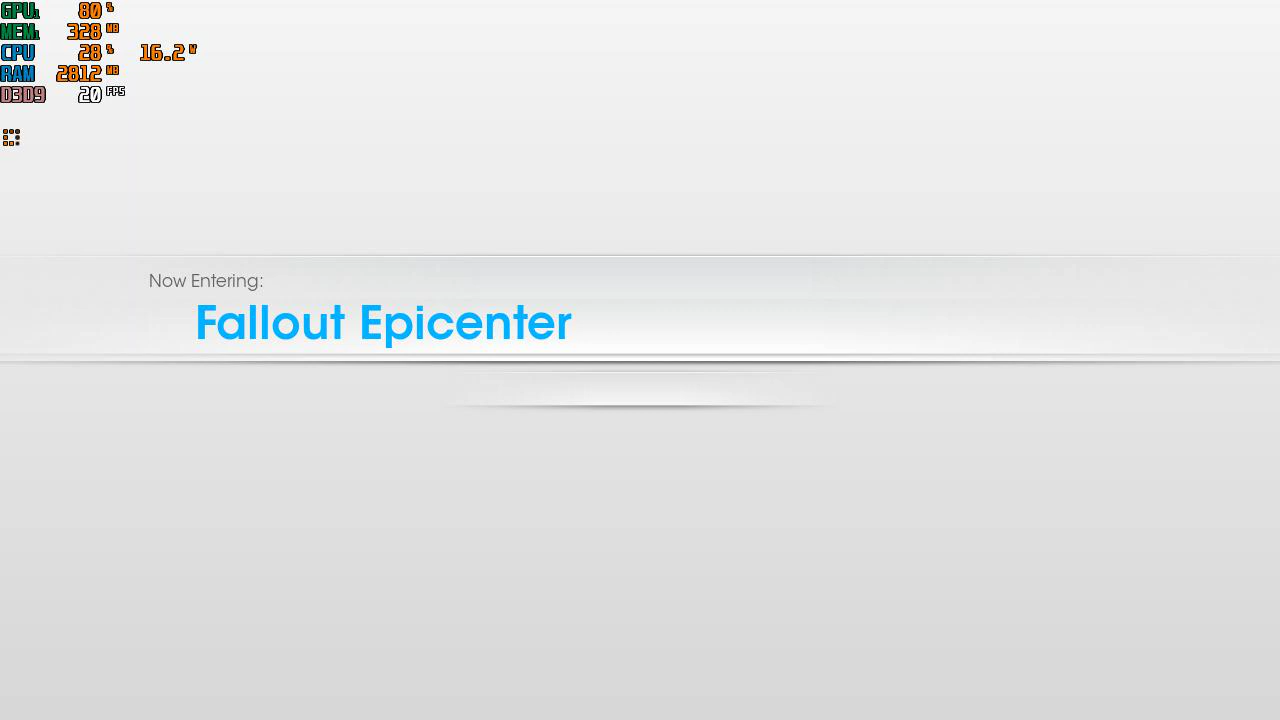 GPU1 80 %
MEM1 328 MB
CPU 28 % 16.2 W
RAM 2812 MB
D3D9 20 FPS
Now Entering:
Fallout Epicenter